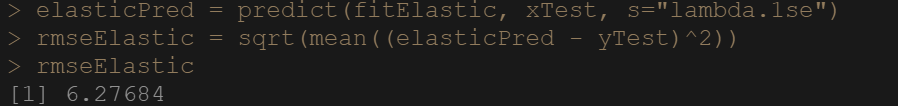 > elasticPred = predict(fitElastic, xTest, s="lambda.1se")
> rmseElastic = sqrt(mean((elasticPred - yTest)^2))
> rmseElastic
[1] 6.27684